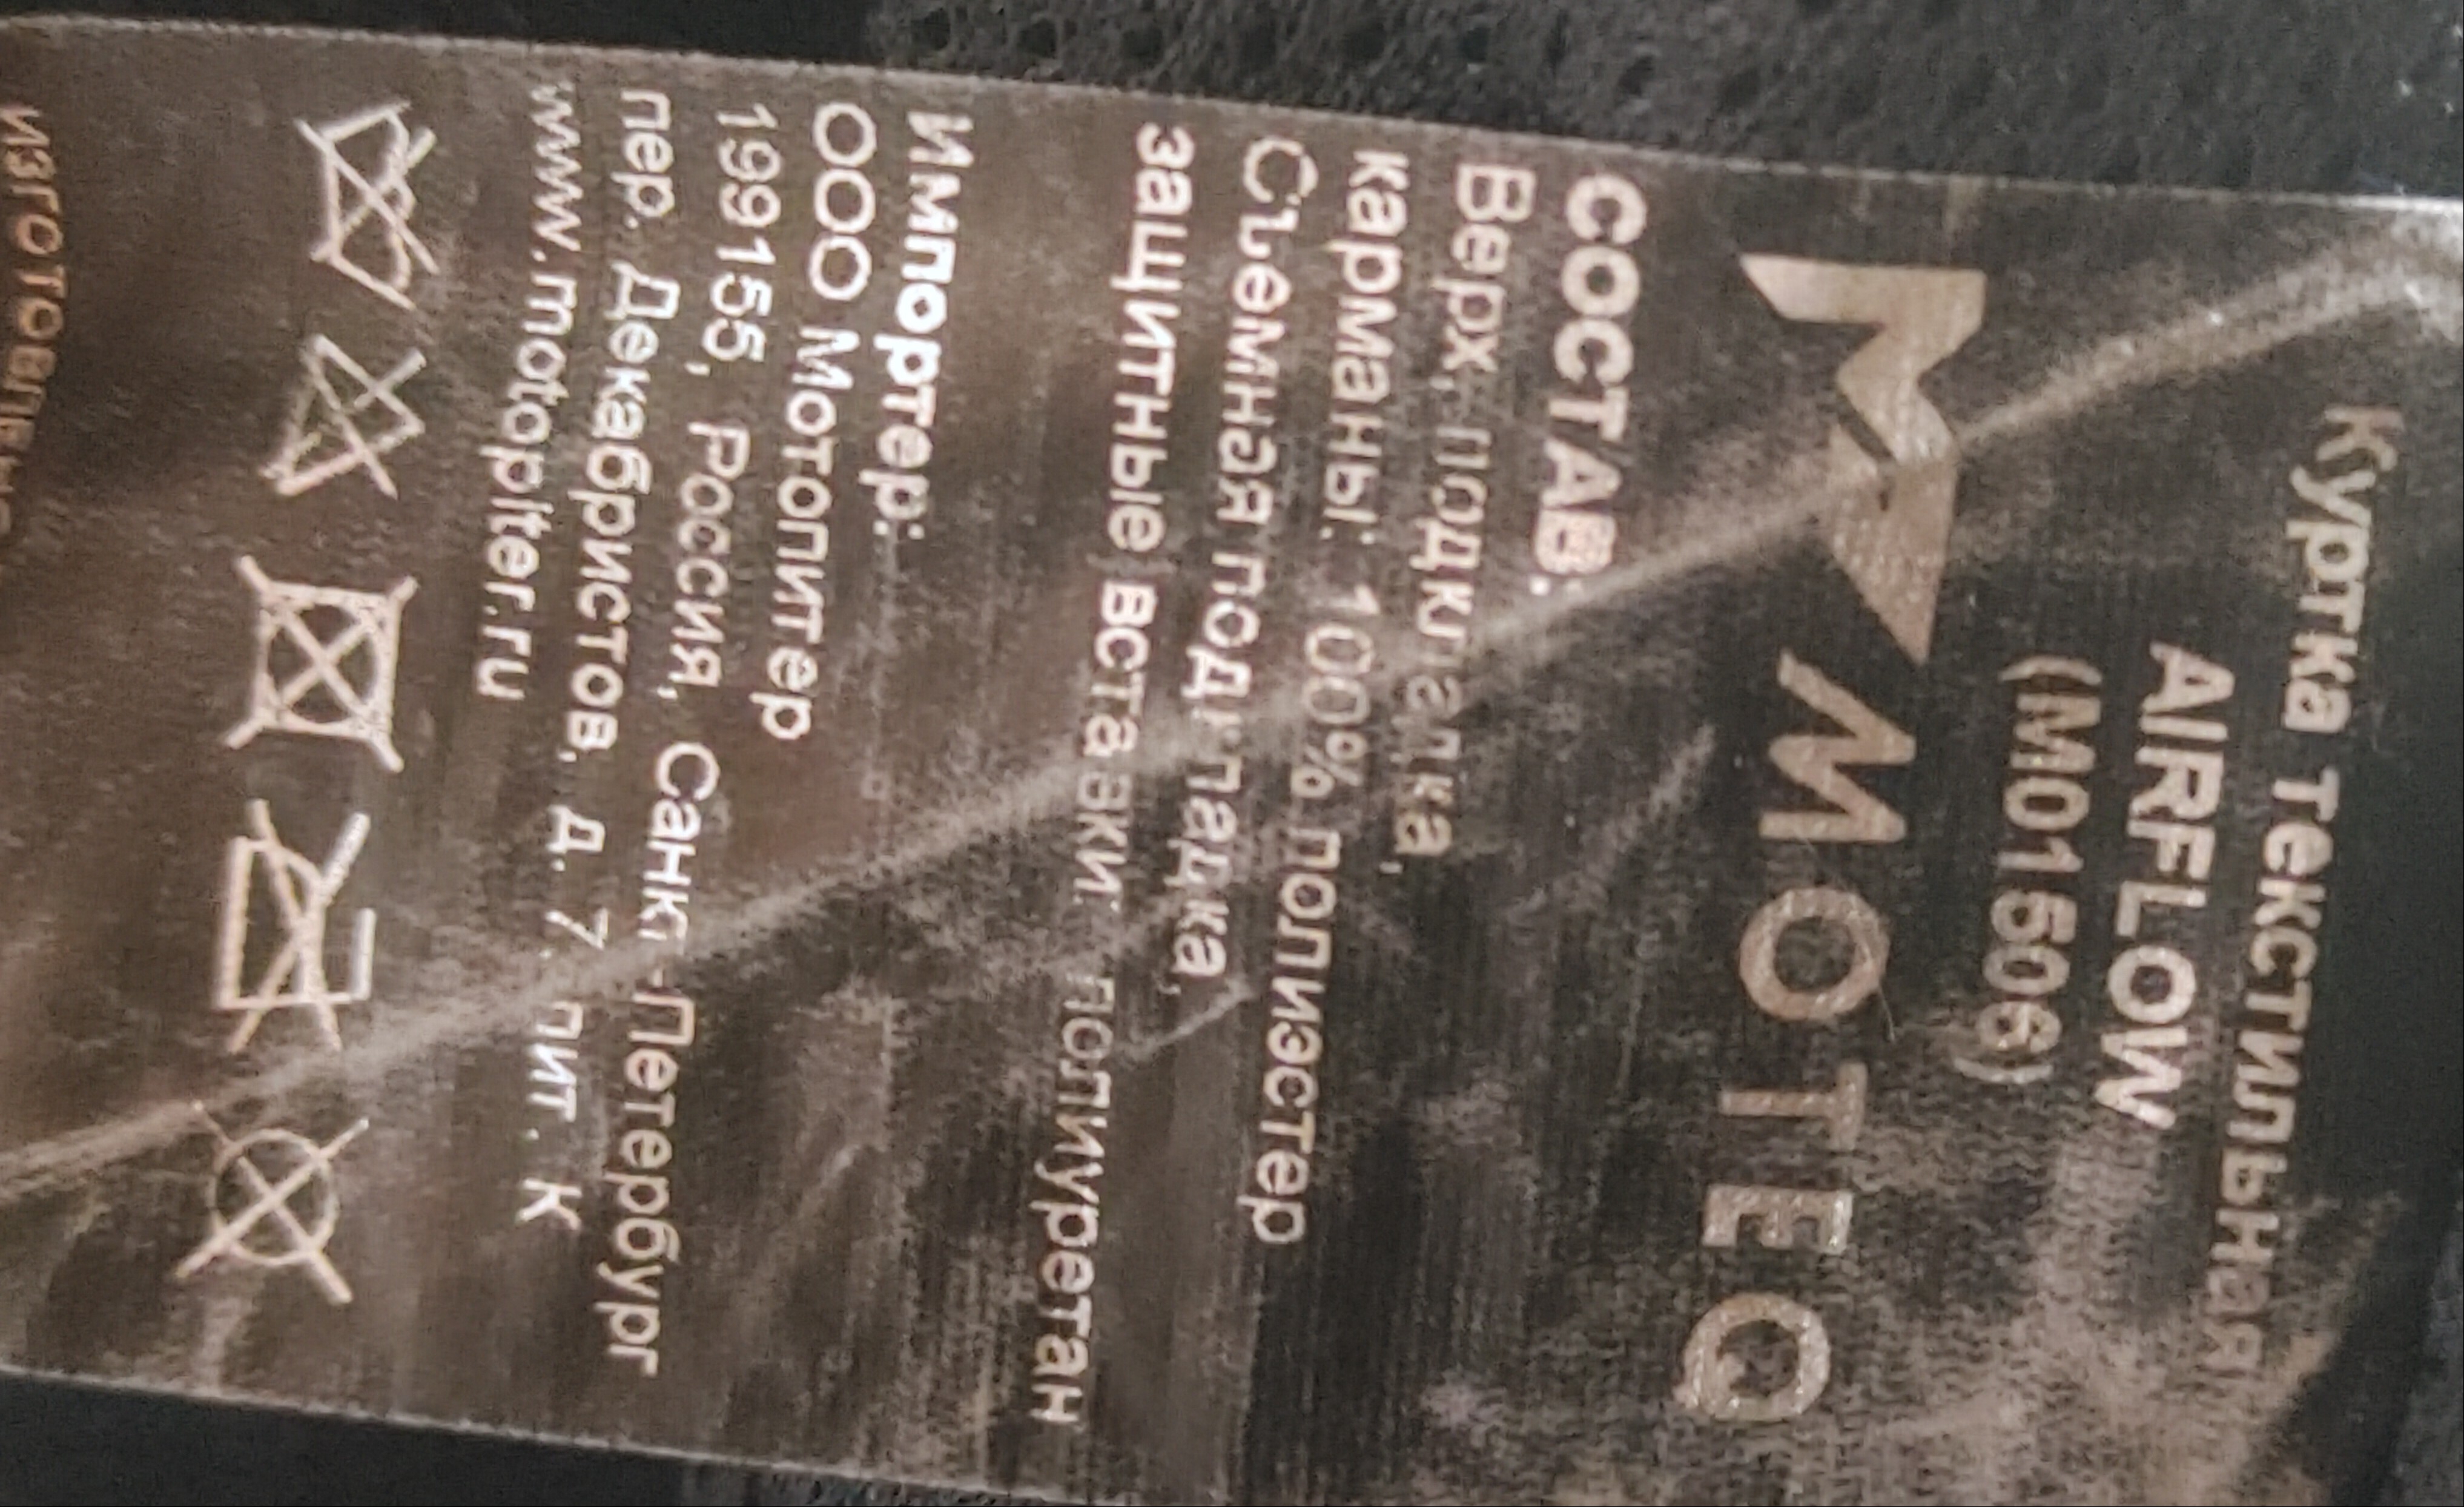 Куртка текстильная
AIRFLOW
(M01506)
MOTEQ
СОСТАВ:
Верх, подкладка,
карманы: 100% полиэстер
Съемная подкладка,
защитные вставки: полиуретан
Импортер:
ООО Мотопитер
199155, Россия, Санкт-Петербург
пер. Декабристов, д. 7. лит. К
www.motopiter.ru